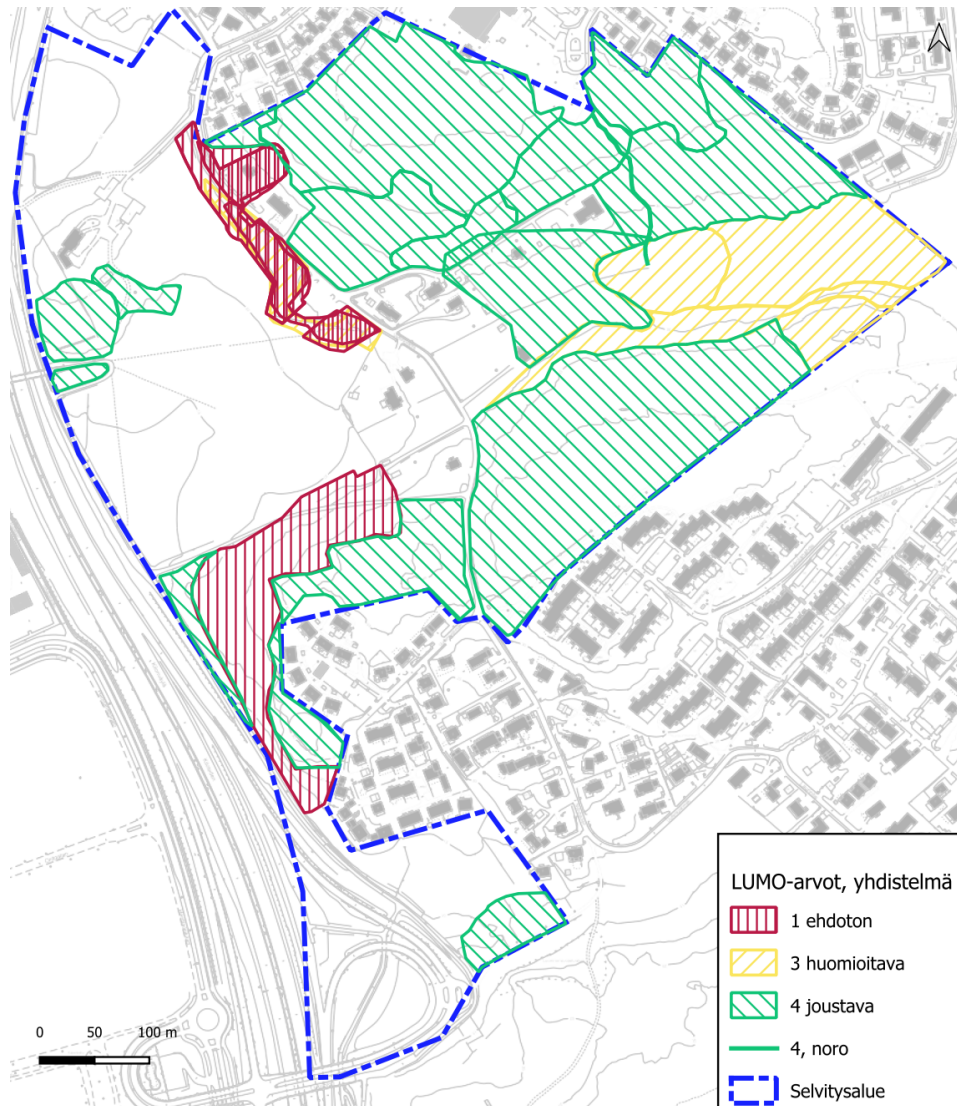 0 50 100 m
LUMO-arvot, yhdistelmä
1 ehdoton
3 huomioitava
4 joustava
4, noro
Selvitysalue